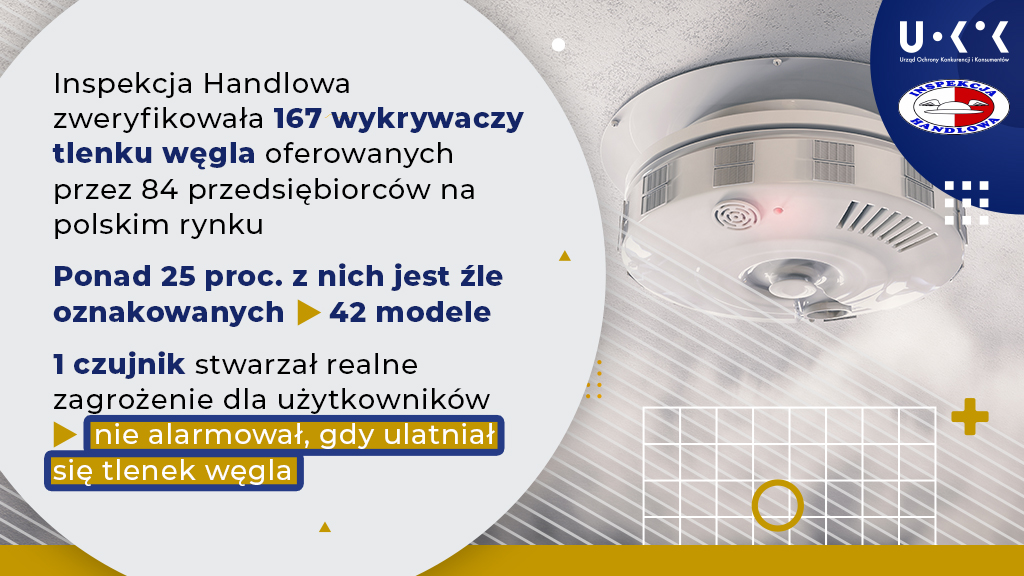 Inspekcja Handlowa
zweryfikowała 167 wykrywaczy
tlenku węgla oferowanych
przez 84 przedsiębiorców na
polskim rynku
Ponad 25 proc. z nich jest źle
oznakowanych ▶ 42 modele
1 czujnik stwarzał realne
zagrożenie dla użytkowników
▶ nie alarmował, gdy ulatniał
się tlenek węgla
UOKiK
Urząd Ochrony Konkurencji i Konsumentów
INSPEKCJA
HANDLOWA